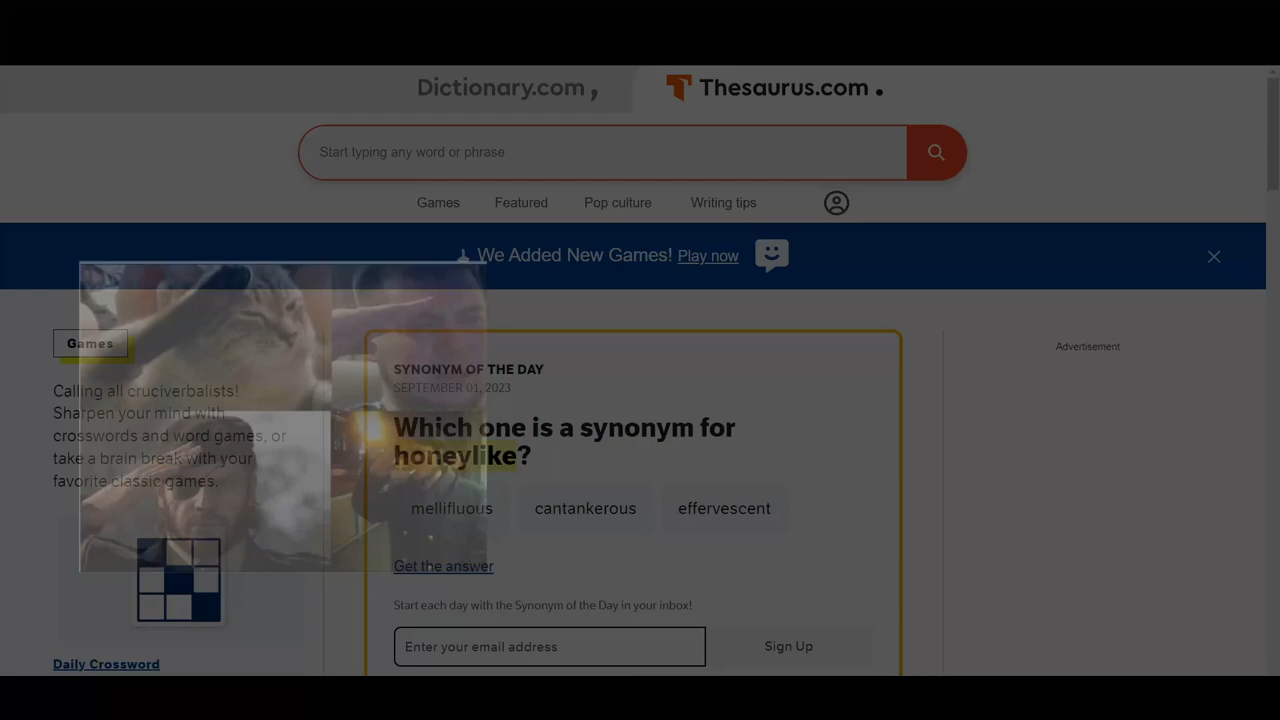 Dictionary.com
Thesaurus.com
Start typing any word or phrase
Games
Featured
Pop culture
Writing tips
We Added New Games! Play now
Games
Calling all cruciverbalists!
Sharpen your mind with
crosswords and word games, or
take a brain break with your
favorite classic games.
Daily Crossword
SYNONYM OF THE DAY
SEPTEMBER 01, 2023
Which one is a synonym for
honeylike?
mellifluous
cantankerous
effervescent
Get the answer
Start each day with the Synonym of the Day in your inbox!
Enter your email address
Sign Up
Advertisement